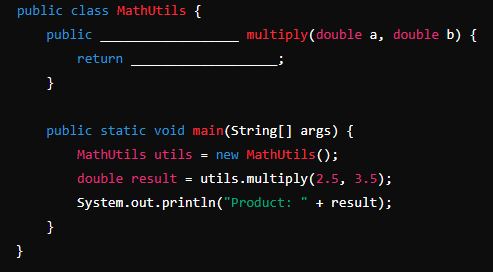 public class MathUtils {
public __________________ multiply(double a, double b) {
return ___________________;
}
public static void main(String[] args) {
MathUtils utils = new MathUtils();
double result = utils.multiply(2.5, 3.5);
System.out.println("Product: " + result);
}
}